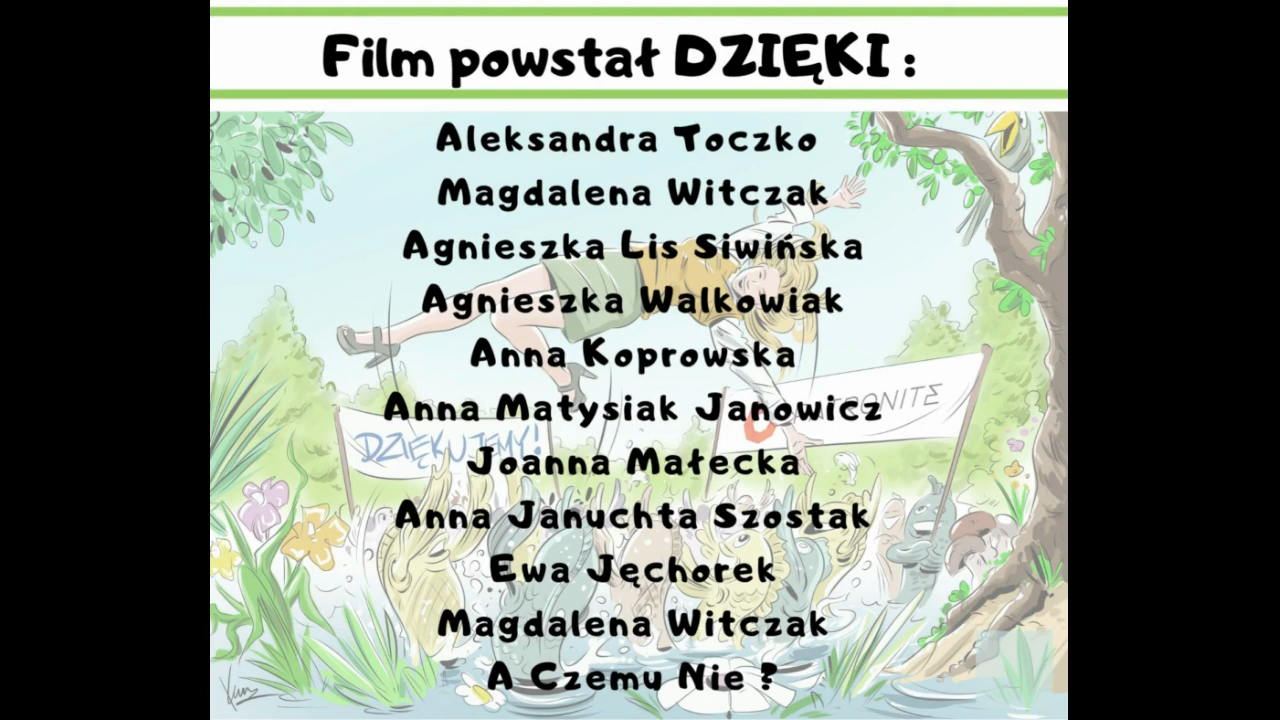 Film powstał DZIĘKI :
Aleksandra Toczko
Magdalena Witczak
Agnieszka Lis Siwińska
Agnieszka Walkowiak
Anna Koprowska
Anna Matysiak Janowicz
Joanna Małecka
Anna Januchta Szostak
Ewa Jęchorek
Magdalena Witczak
A Czemu Nie ?
DZIĘKUJEMY!